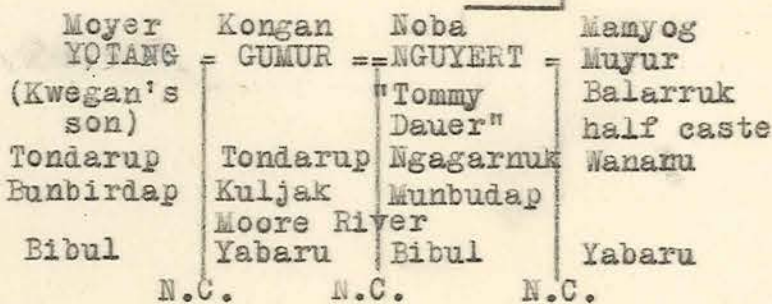 Moyer Kongan Noba Mamyog
YOTANG = GUMUR == NGUYERT = Muyur
(Kwegan's "Tommy Balarruk
son) Dauer" half caste
Tondarup Tondarup Ngagarnuk Wananu
Bunbirdap Kuljak Munbudap
Moore River
Bibul Yabaru Bibul Yabaru
N.C. N.C. N.C.